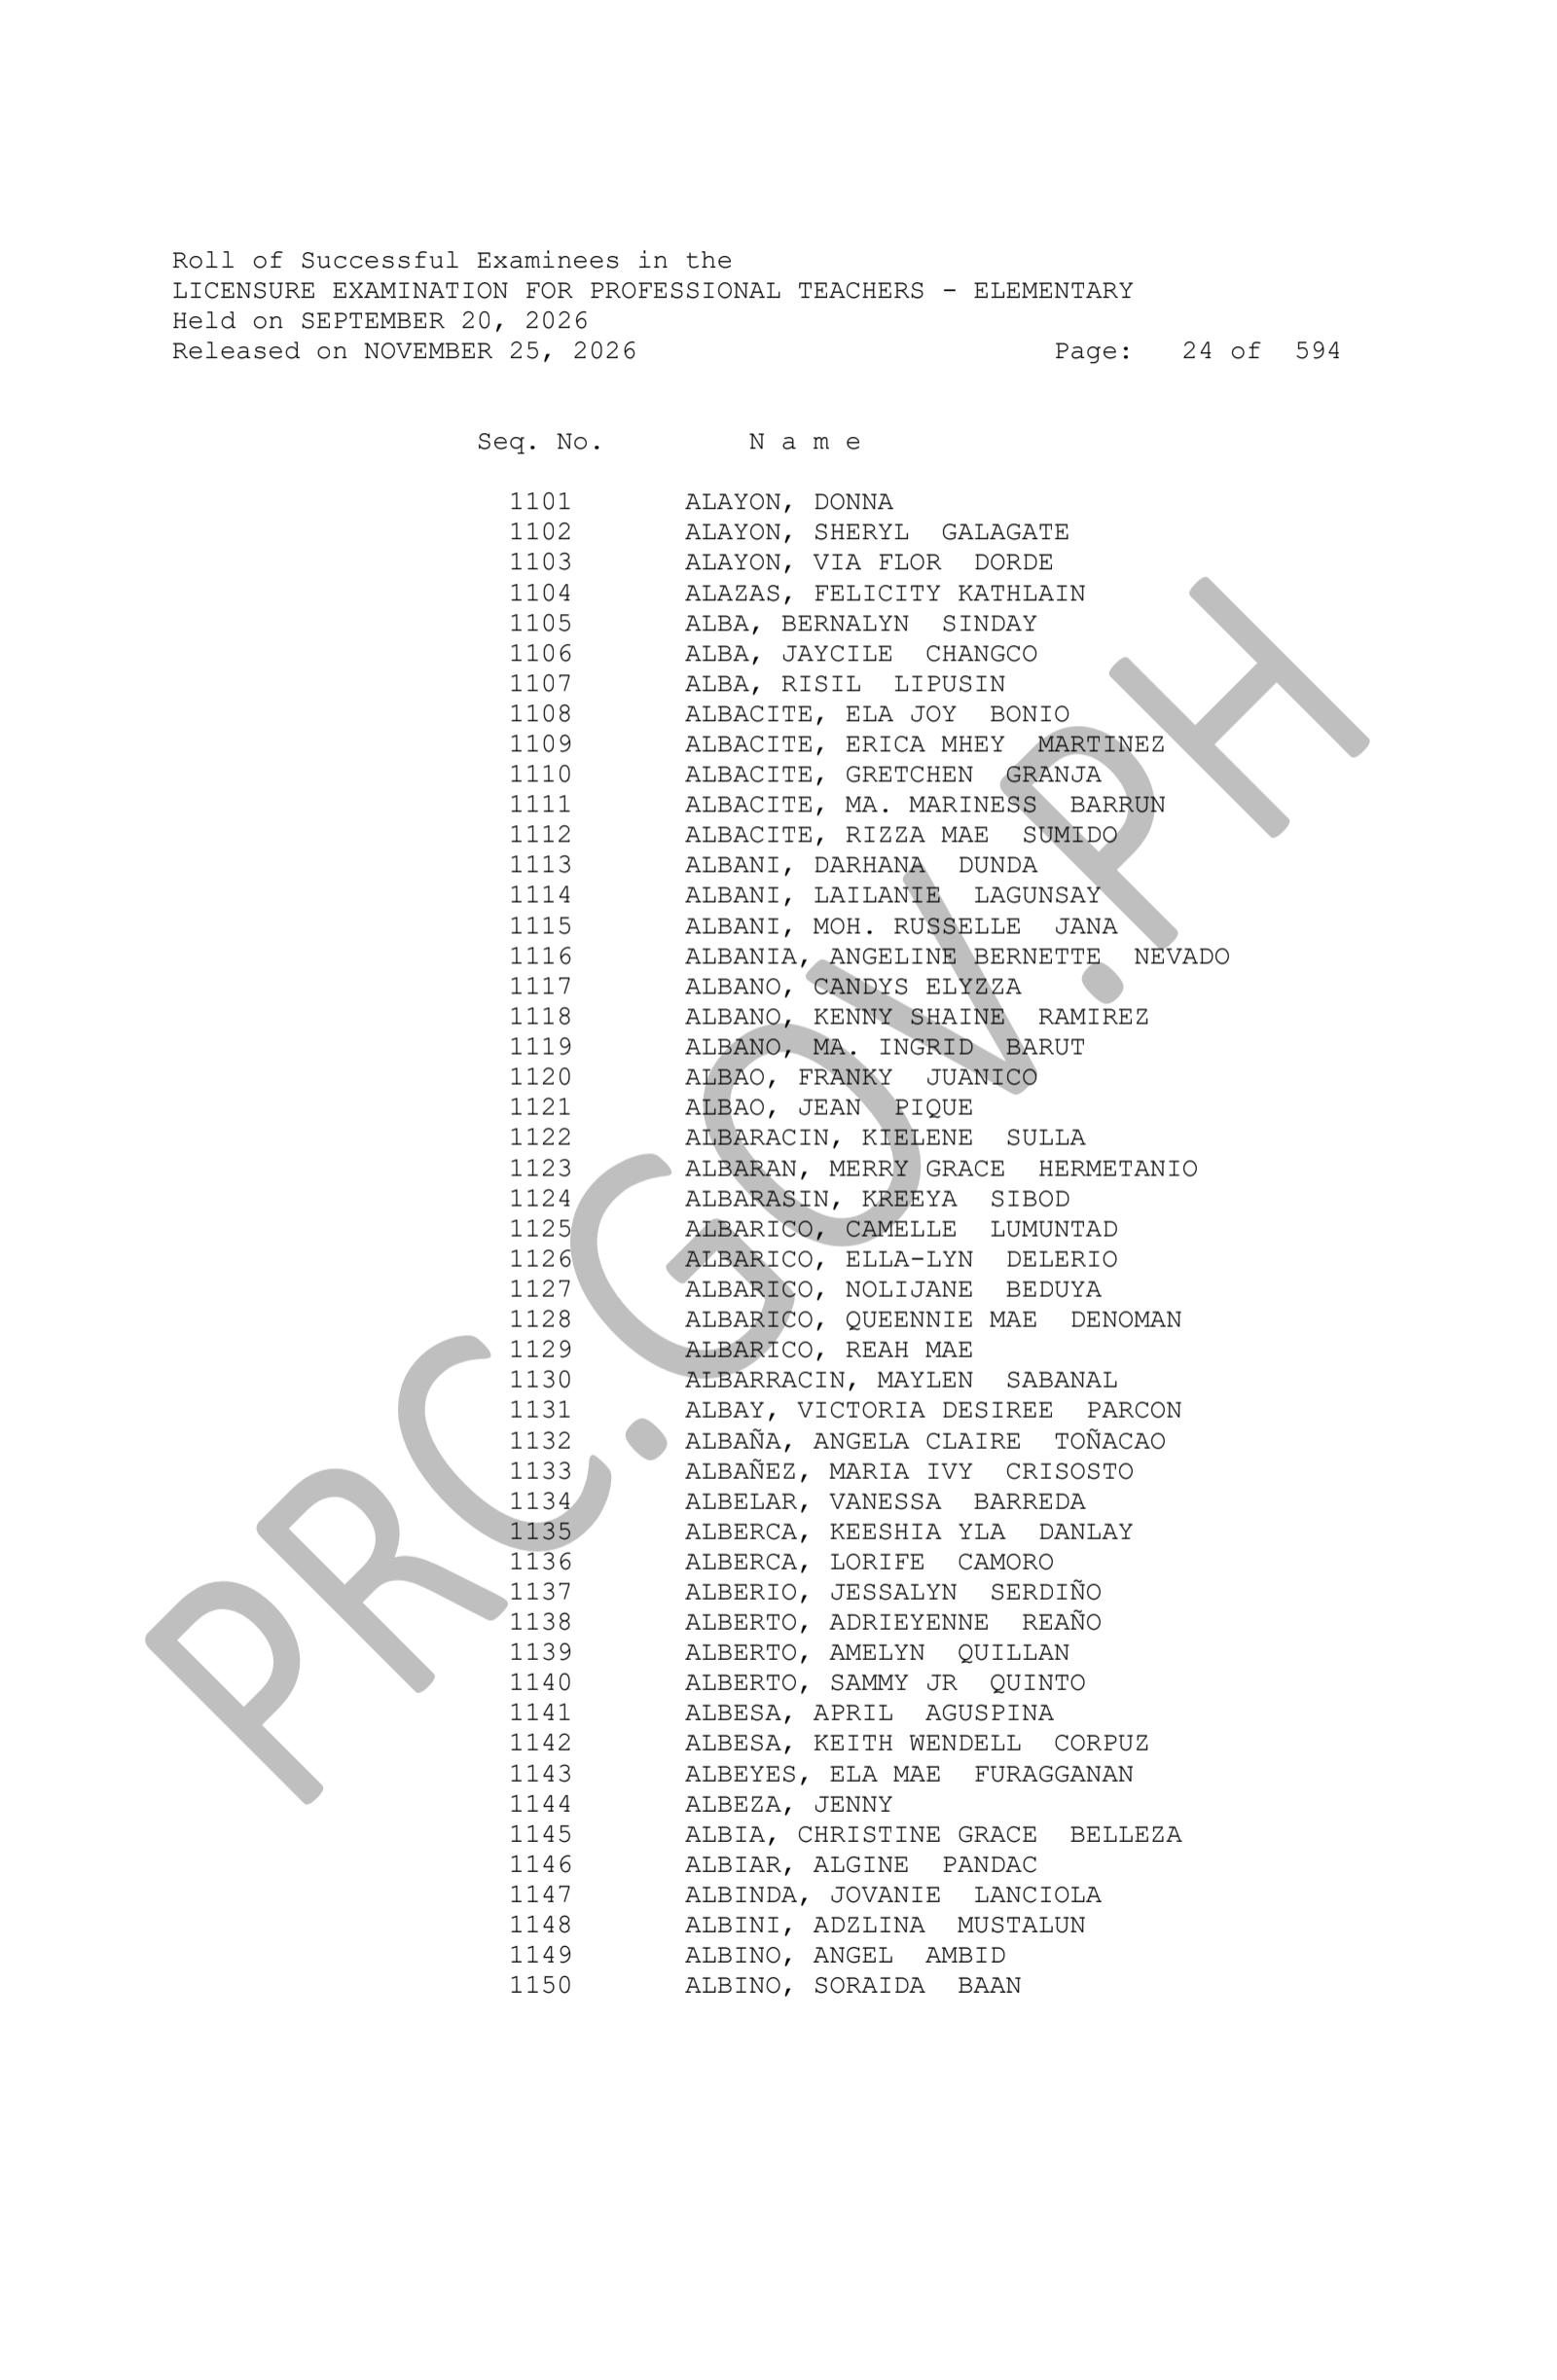 Roll of Successful Examinees in the
LICENSURE EXAMINATION FOR PROFESSIONAL TEACHERS - ELEMENTARY
Held on SEPTEMBER 20, 2026
Released on NOVEMBER 25, 2026 Page: 24 of 594
Seq. No. N a m e
1101 ALAYON, DONNA
1102 ALAYON, SHERYL GALAGATE
1103 ALAYON, VIA FLOR DORDE
1104 ALAZAS, FELICITY KATHLAIN
1105 ALBA, BERNALYN SINDAY
1106 ALBA, JAYCILE CHANGCO
1107 ALBA, RISIL LIPUSIN
1108 ALBACITE, ELA JOY BONIO
1109 ALBACITE, ERICA MHEY MARTINEZ
1110 ALBACITE, GRETCHEN GRANJA
1111 ALBACITE, MA. MARINESS BARRUN
1112 ALBACITE, RIZZA MAE SUMIDO
1113 ALBANI, DARHANA DUNDA
1114 ALBANI, LAILANIE LAGUNSAY
1115 ALBANI, MOH. RUSSELLE JANA
1116 ALBANIA, ANGELINE BERNETTE NEVADO
1117 ALBANO, CANDYS ELYZZA
1118 ALBANO, KENNY SHAINE RAMIREZ
1119 ALBANO, MA. INGRID BARUT
1120 ALBAO, FRANKY JUANICO
1121 ALBAO, JEAN PIQUE
1122 ALBARACIN, KIELENE SULLA
1123 ALBARAN, MERRY GRACE HERMETANIO
1124 ALBARASIN, KREEYA SIBOD
1125 ALBARICO, CAMELLE LUMUNTAD
1126 ALBARICO, ELLA-LYN DELERIO
1127 ALBARICO, NOLIJANE BEDUYA
1128 ALBARICO, QUEENNIE MAE DENOMAN
1129 ALBARICO, REAH MAE
1130 ALBARRACIN, MAYLEN SABANAL
1131 ALBAY, VICTORIA DESIREE PARCON
1132 ALBAÑA, ANGELA CLAIRE TOÑACAO
1133 ALBAÑEZ, MARIA IVY CRISOSTO
1134 ALBELAR, VANESSA BARREDA
1135 ALBERCA, KEESHIA YLA DANLAY
1136 ALBERCA, LORIFE CAMORO
1137 ALBERIO, JESSALYN SERDIÑO
1138 ALBERTO, ADRIEYENNE REAÑO
1139 ALBERTO, AMELYN QUILLAN
1140 ALBERTO, SAMMY JR QUINTO
1141 ALBESA, APRIL AGUSPINA
1142 ALBESA, KEITH WENDELL CORPUZ
1143 ALBEYES, ELA MAE FURAGGANAN
1144 ALBEZA, JENNY
1145 ALBIA, CHRISTINE GRACE BELLEZA
1146 ALBIAR, ALGINE PANDAC
1147 ALBINDA, JOVANIE LANCIOLA
1148 ALBINI, ADZLINA MUSTALUN
1149 ALBINO, ANGEL AMBID
1150 ALBINO, SORAIDA BAAN
PRC.GOV.PH